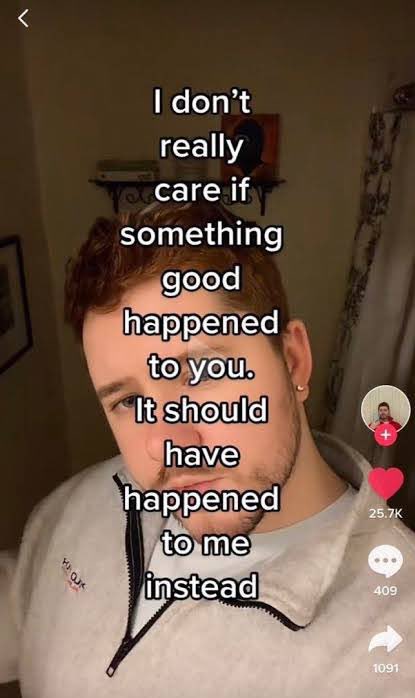 I don't
really
care if
something
good
happened
to you.
It should
have
happened
to me
instead
25.7K
409
1091